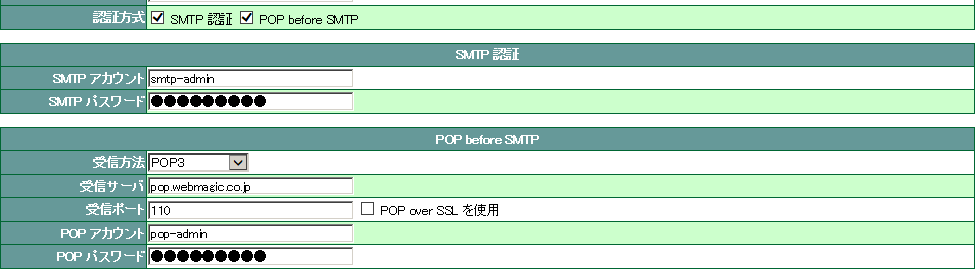 認証方式 SMTP 認証 POP before SMTP
SMTP 認証
SMTP アカウント smtp-admin
SMTP パスワード ●●●●●●●●●
POP before SMTP
受信方法 POP3
受信サーバ pop.webmagic.co.jp
受信ポート 110 POP over SSL を使用
POP アカウント pop-admin
POP パスワード ●●●●●●●●●